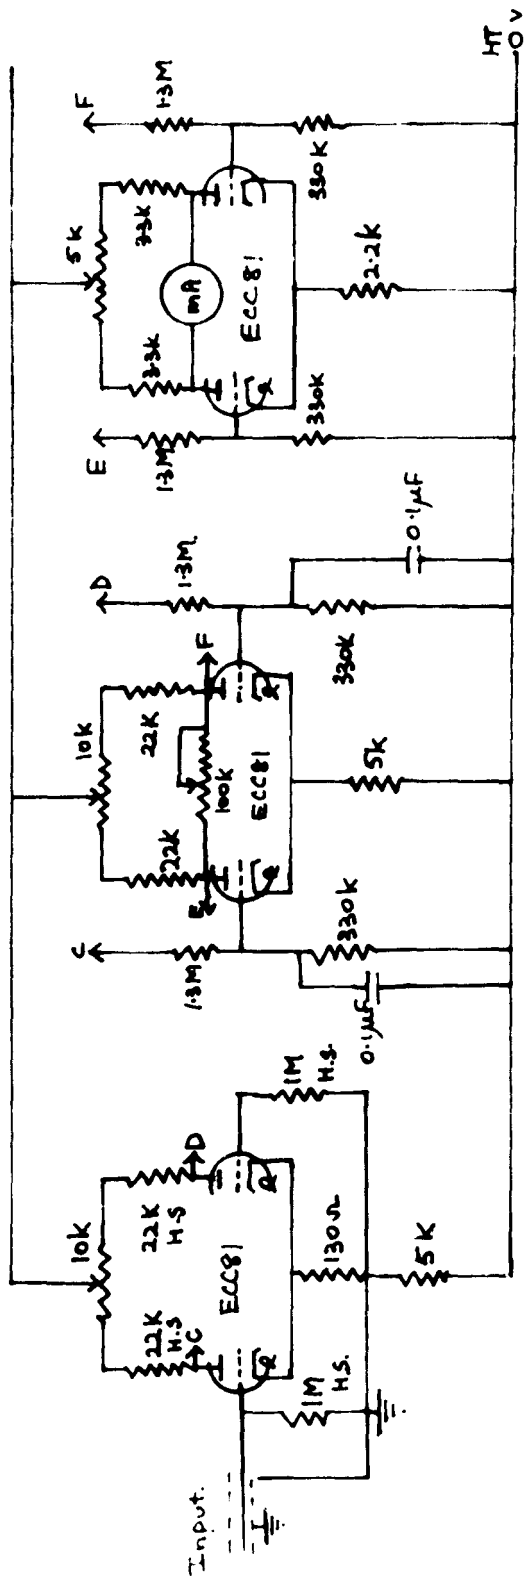 Input.
10k
22K
H.S
C
22K
H.S
D
ECC81
1M
H.S.
130Ω
1M
H.S.
5K
10k
C
1.3M
22K
22K
D
1.3M.
E
F
100k
ECC81
330k
0.1µF
5k
330K
0.1µF
5k
E
1.3M
3.3K
3.3K
F
1.3M
mA
ECC81
330k
2.2k
330k
HT
0 V